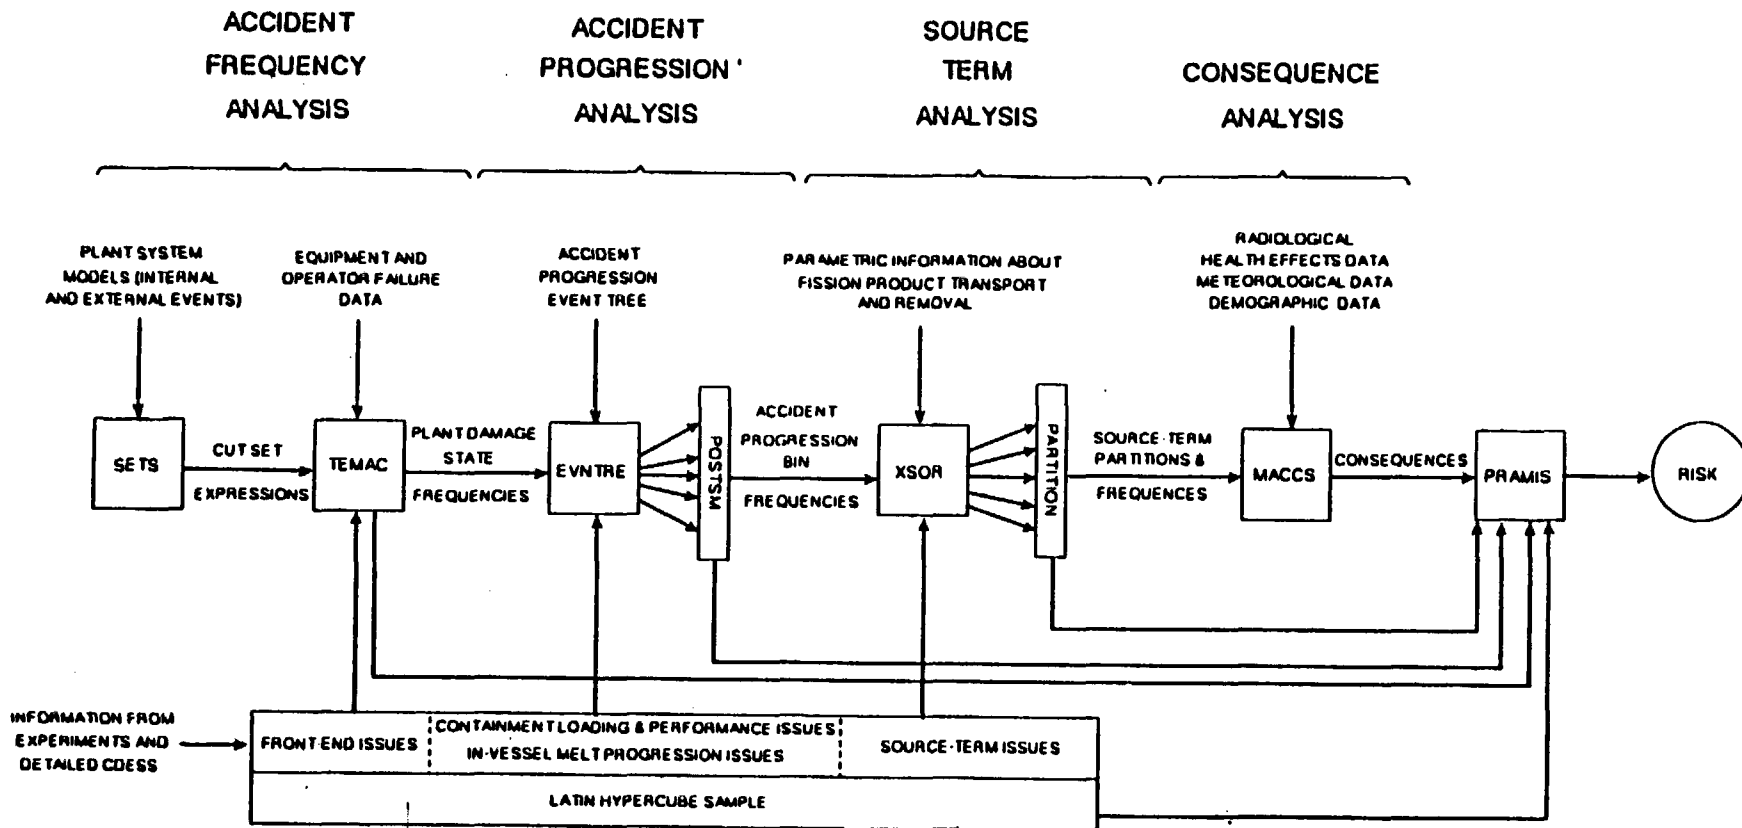 ACCIDENT
FREQUENCY
ANALYSIS
ACCIDENT
PROGRESSION'
ANALYSIS
SOURCE
TERM
ANALYSIS
CONSEQUENCE
ANALYSIS
PLANT SYSTEM
MODELS (INTERNAL
AND EXTERNAL EVENTS)
EQUIPMENT AND
OPERATOR FAILURE
DATA
ACCIDENT
PROGRESSION
EVENT TREE
PARAMETRIC INFORMATION ABOUT
FISSION PRODUCT TRANSPORT
AND REMOVAL
RADIOLOGICAL
HEALTH EFFECTS DATA
METEOROLOGICAL DATA
DEMOGRAPHIC DATA
SETS
CUT SET
EXPRESSIONS
TEMAC
PLANT DAMAGE
STATE
FREQUENCIES
EVNTRE
POSTSM
ACCIDENT
PROGRESSION
BIN
FREQUENCIES
XSOR
PARTITION
SOURCE-TERM
PARTITIONS &
FREQUENCES
MACCS
CONSEQUENCES
PRAMIS
RISK
INFORMATION FROM
EXPERIMENTS AND
DETAILED CDESS
FRONT-END ISSUES
CONTAINMENT LOADING & PERFORMANCE ISSUES
IN-VESSEL MELT PROGRESSION ISSUES
SOURCE-TERM ISSUES
LATIN HYPERCUBE SAMPLE